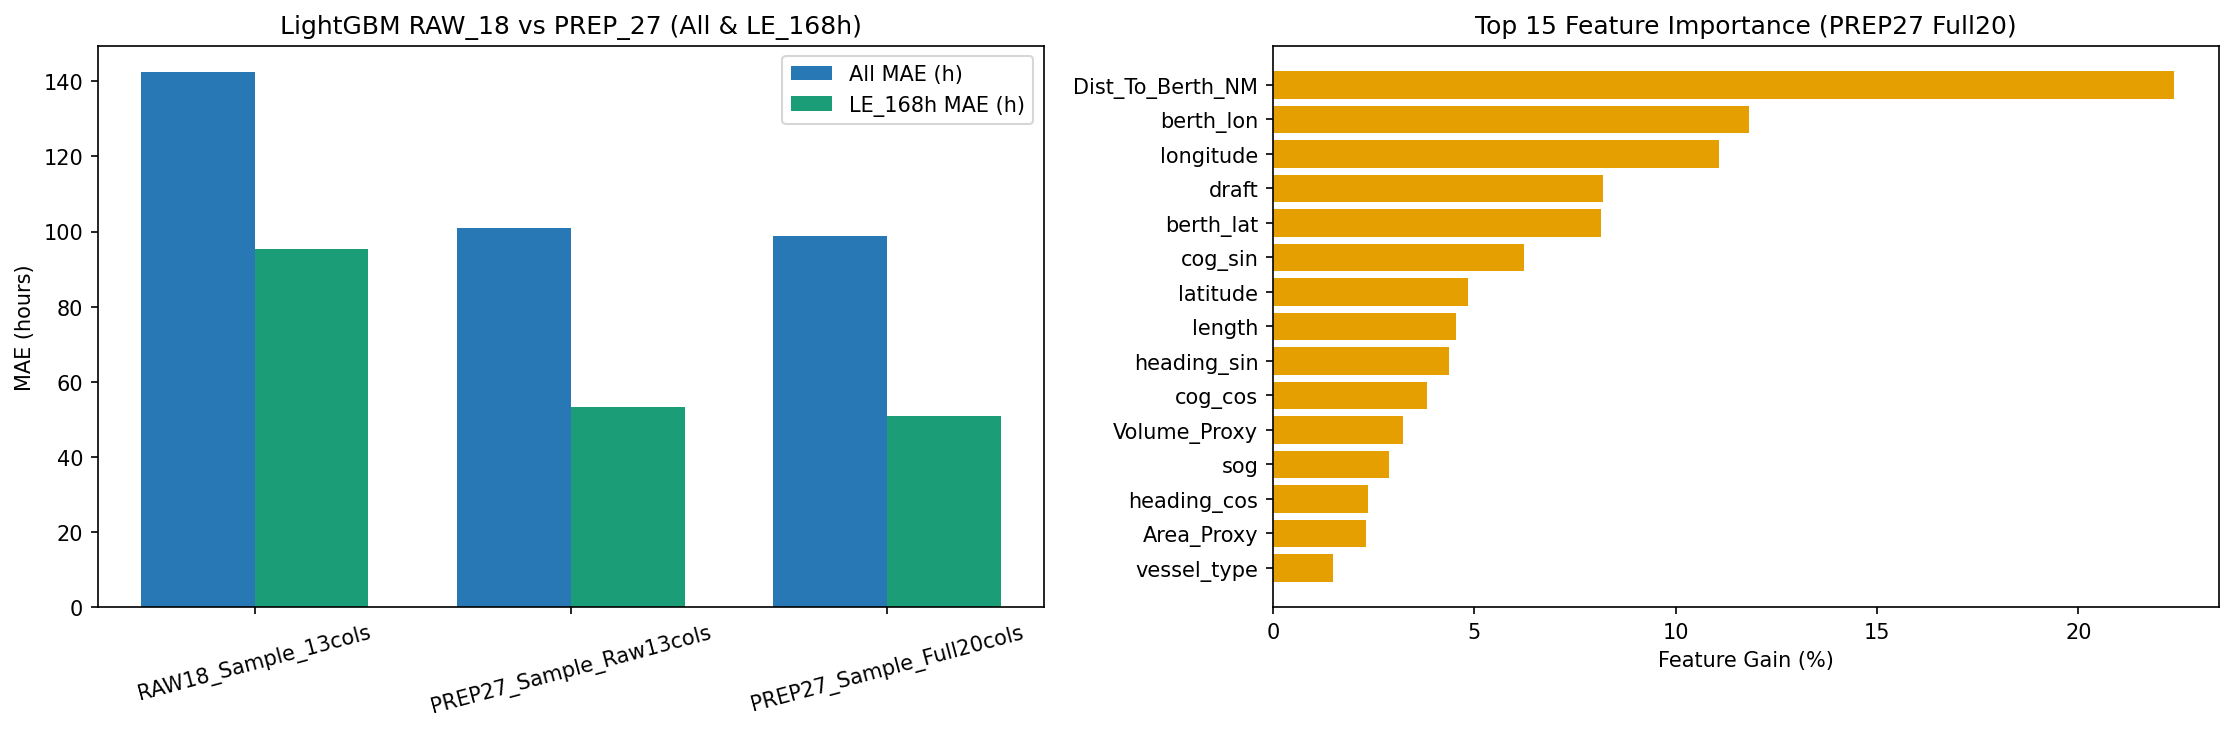 LightGBM RAW_18 vs PREP_27 (All & LE_168h)
All MAE (h)
LE_168h MAE (h)
MAE (hours)
140
120
100
80
60
40
20
0
RAW18_Sample_13cols
PREP27_Sample_Raw13cols
PREP27_Sample_Full20cols
Top 15 Feature Importance (PREP27 Full20)
Dist_To_Berth_NM
berth_lon
longitude
draft
berth_lat
cog_sin
latitude
length
heading_sin
cog_cos
Volume_Proxy
sog
heading_cos
Area_Proxy
vessel_type
0 5 10 15 20
Feature Gain (%)